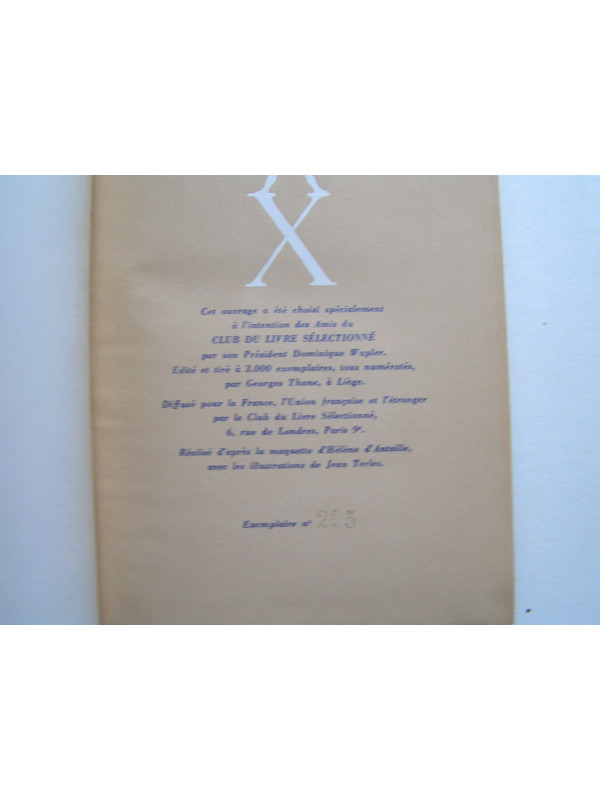 X
Cet ouvrage a été choisi spécialement
à l'intention des Amis du
CLUB DU LIVRE SÉLECTIONNÉ
par son Président Dominique Wapler.
Edité et tiré à 3.000 exemplaires, tous numérotés,
par Georges Thone, à Liège.
Diffusé pour la France, l'Union française et l'étranger
par le Club du Livre Sélectionné,
6, rue de Londres, Paris 9e.
Réalisé d'après la maquette d'Hélène d'Antaille,
avec les illustrations de Jean Terles.
Exemplaire n° 295